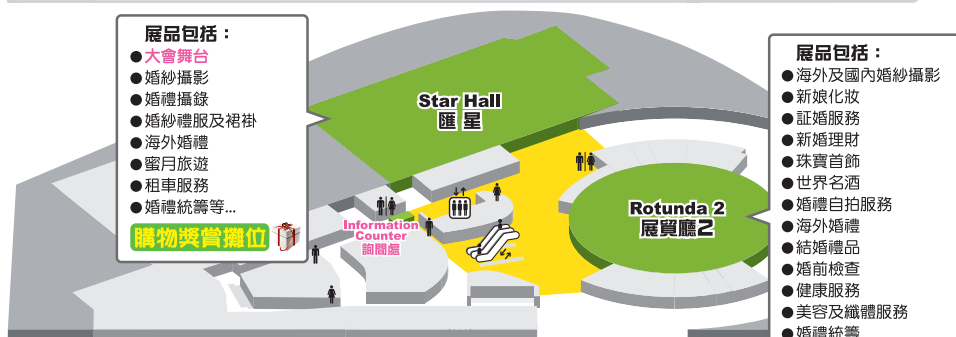 展品包括：
●大會舞台
●婚紗攝影
●婚禮攝錄
●婚紗禮服及裙褂
●海外婚禮
●蜜月旅遊
●租車服務
●婚禮統籌等...
購物獎賞攤位
Star Hall
匯星
Information
Counter
詢問處
Rotunda 2
展貿廳2
展品包括：
●海外及國內婚紗攝影
●新娘化妝
●証婚服務
●新婚理財
●珠寶首飾
●世界名酒
●婚禮自拍服務
●海外婚禮
●結婚禮品
●婚前檢查
●健康服務
●美容及纖體服務
●婚禮統籌